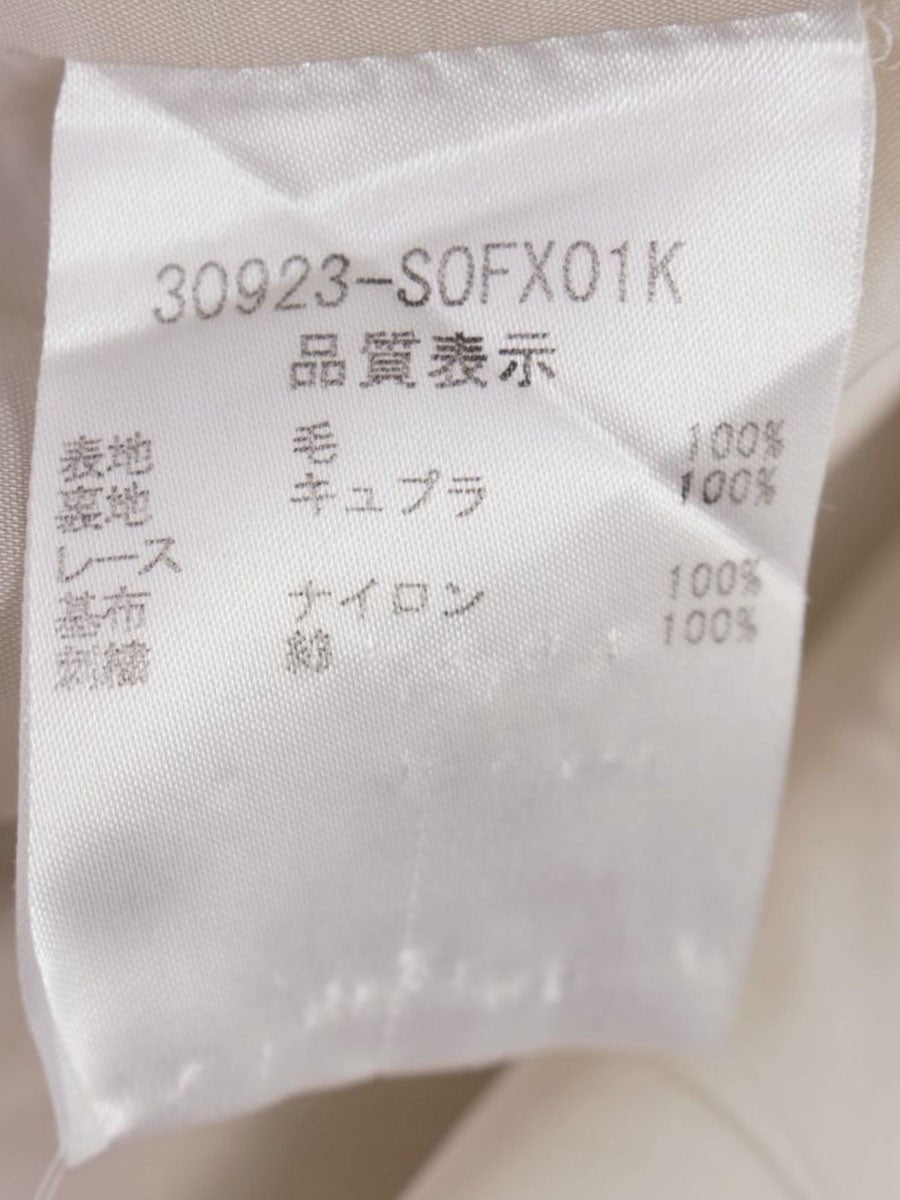 30923-S0FX01K
品質表示
表地 毛 100%
裏地 キュプラ 100%
レース
基布 ナイロン 100%
刺繍 綿 100%